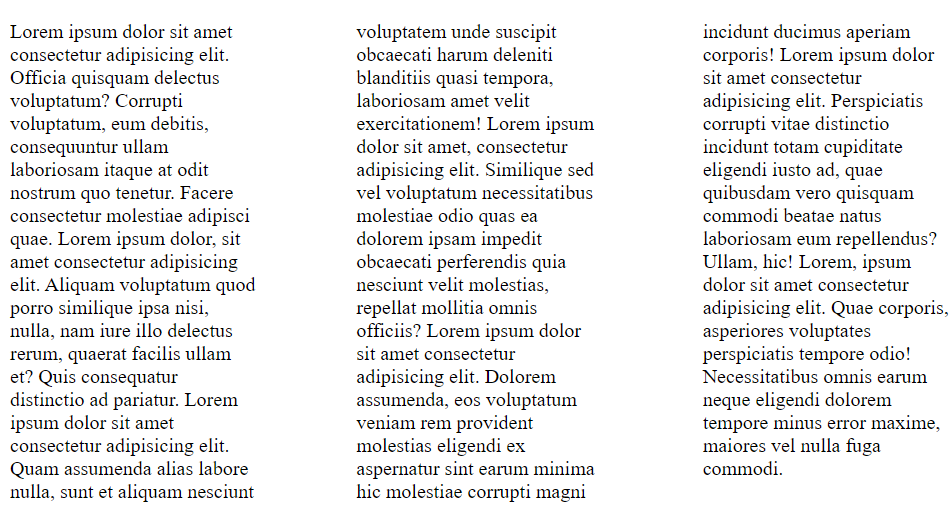 Lorem ipsum dolor sit amet
consectetur adipisicing elit.
Officia quisquam delectus
voluptatum? Corrupti
voluptatum, eum debitis,
consequuntur ullam
laboriosam itaque at odit
nostrum quo tenetur. Facere
consectetur molestiae adipisci
quae. Lorem ipsum dolor, sit
amet consectetur adipisicing
elit. Aliquam voluptatum quod
porro similique ipsa nisi,
nulla, nam iure illo delectus
rerum, quaerat facilis ullam
et? Quis consequatur
distinctio ad pariatur. Lorem
ipsum dolor sit amet
consectetur adipisicing elit.
Quam assumenda alias labore
nulla, sunt et aliquam nesciunt
voluptatem unde suscipit
obcaecati harum deleniti
blanditiis quasi tempora,
laboriosam amet velit
exercitationem! Lorem ipsum
dolor sit amet, consectetur
adipisicing elit. Similique sed
vel voluptatum necessitatibus
molestiae odio quas ea
dolorem ipsam impedit
obcaecati perferendis quia
nesciunt velit molestias,
repellat mollitia omnis
officiis? Lorem ipsum dolor
sit amet consectetur
adipisicing elit. Dolorem
assumenda, eos voluptatum
veniam rem provident
molestias eligendi ex
aspernatur sint earum minima
hic molestiae corrupti magni
incidunt ducimus aperiam
corporis! Lorem ipsum dolor
sit amet consectetur
adipisicing elit. Perspiciatis
corrupti vitae distinctio
incidunt totam cupiditate
eligendi iusto ad, quae
quibusdam vero quisquam
commodi beatae natus
laboriosam eum repellendus?
Ullam, hic! Lorem, ipsum
dolor sit amet consectetur
adipisicing elit. Quae corporis,
asperiores voluptates
perspiciatis tempore odio!
Necessitatibus omnis earum
neque eligendi dolorem
tempore minus error maxime,
maiores vel nulla fuga
commodi.